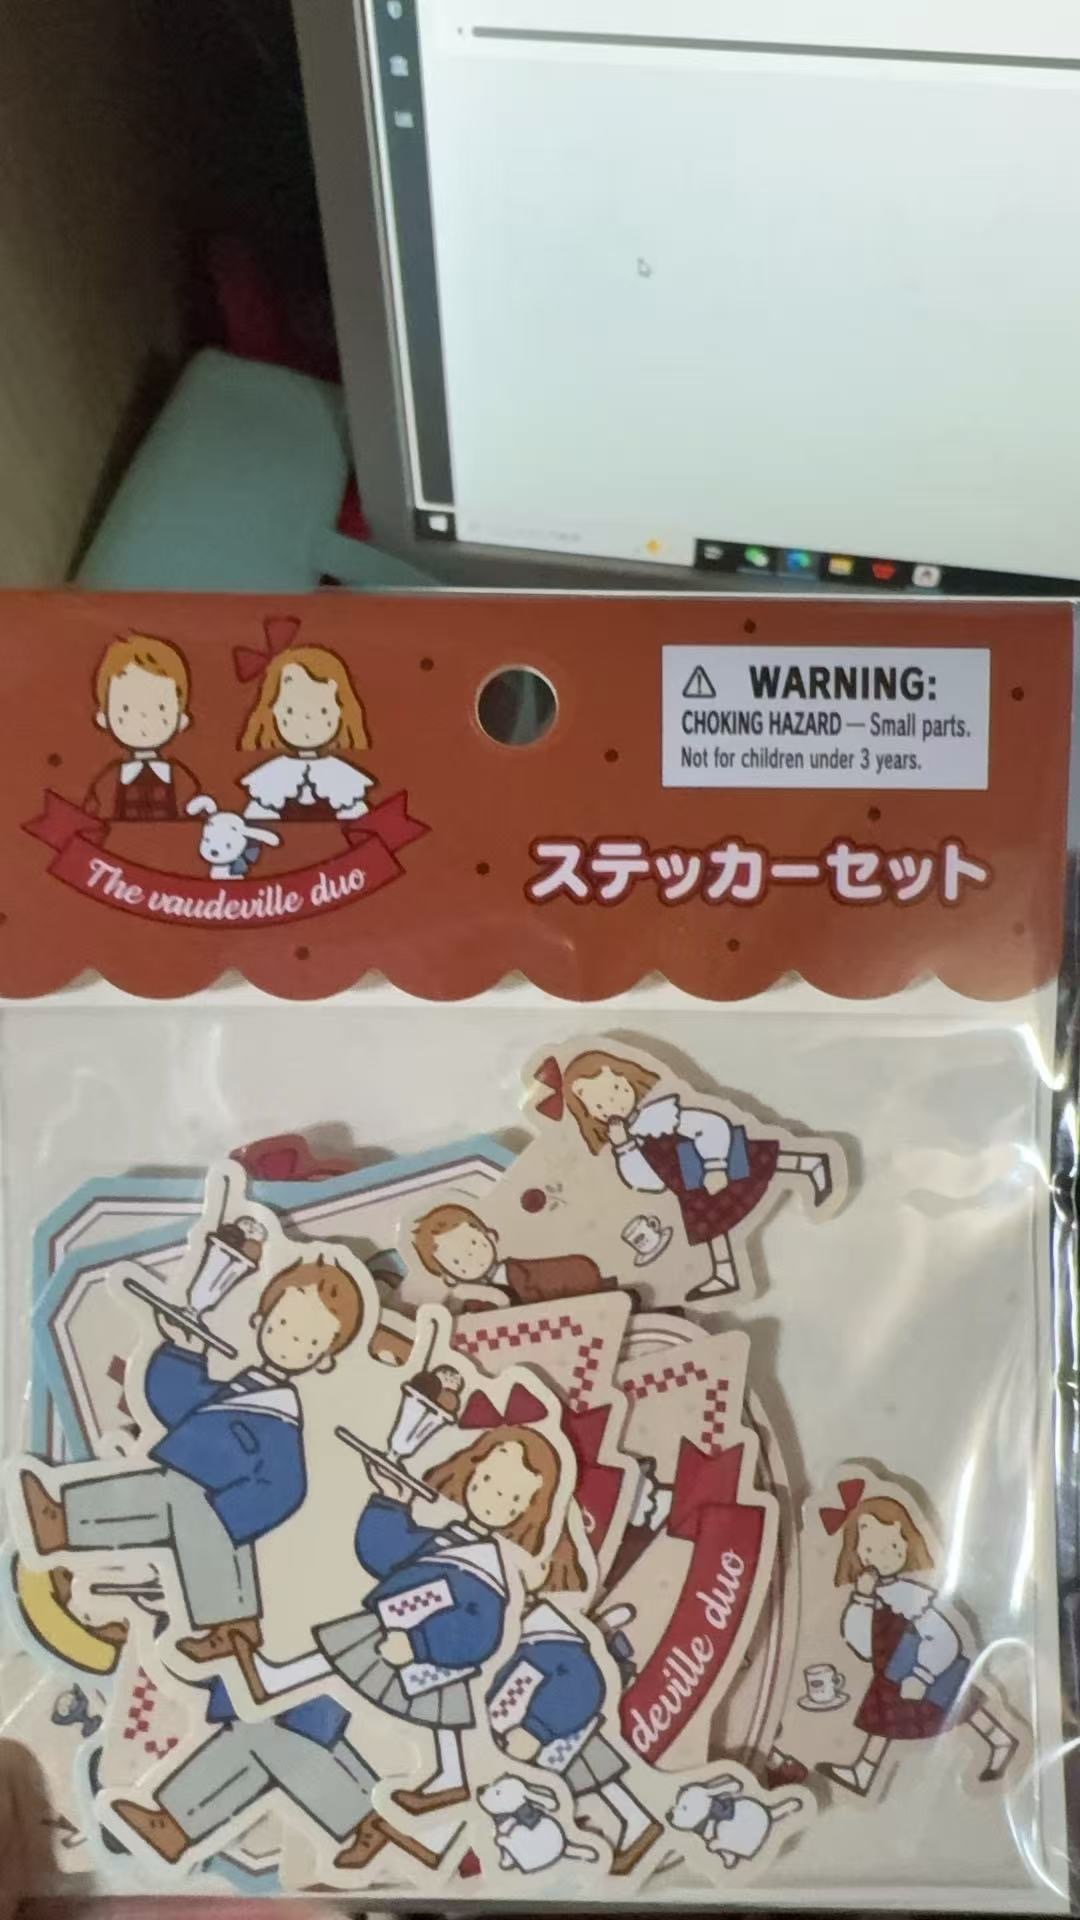 WARNING:
CHOKING HAZARD — Small parts.
Not for children under 3 years.
The vaudeville duo
ステッカーセット
deville duo